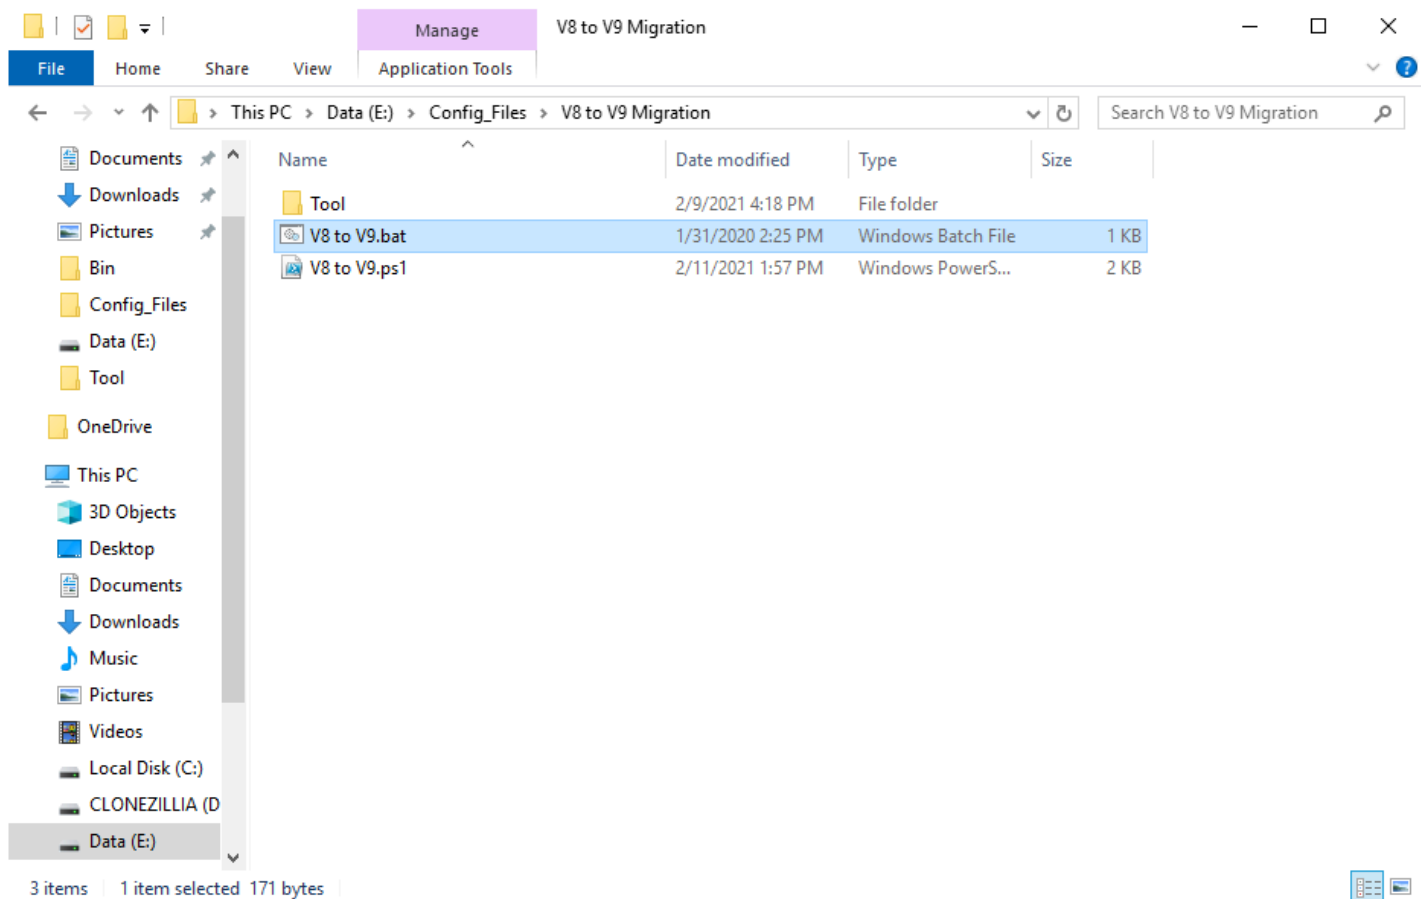 Manage
V8 to V9 Migration
File
Home
Share
View
Application Tools
This PC > Data (E:) > Config_Files > V8 to V9 Migration
Search V8 to V9 Migration
Name
Date modified
Type
Size
Tool 2/9/2021 4:18 PM File folder
V8 to V9.bat 1/31/2020 2:25 PM Windows Batch File 1 KB
V8 to V9.ps1 2/11/2021 1:57 PM Windows PowerS... 2 KB
Documents
Downloads
Pictures
Bin
Config_Files
Data (E:)
Tool
OneDrive
This PC
3D Objects
Desktop
Documents
Downloads
Music
Pictures
Videos
Local Disk (C:)
CLONEZILLIA (D
Data (E:)
3 items
1 item selected 171 bytes